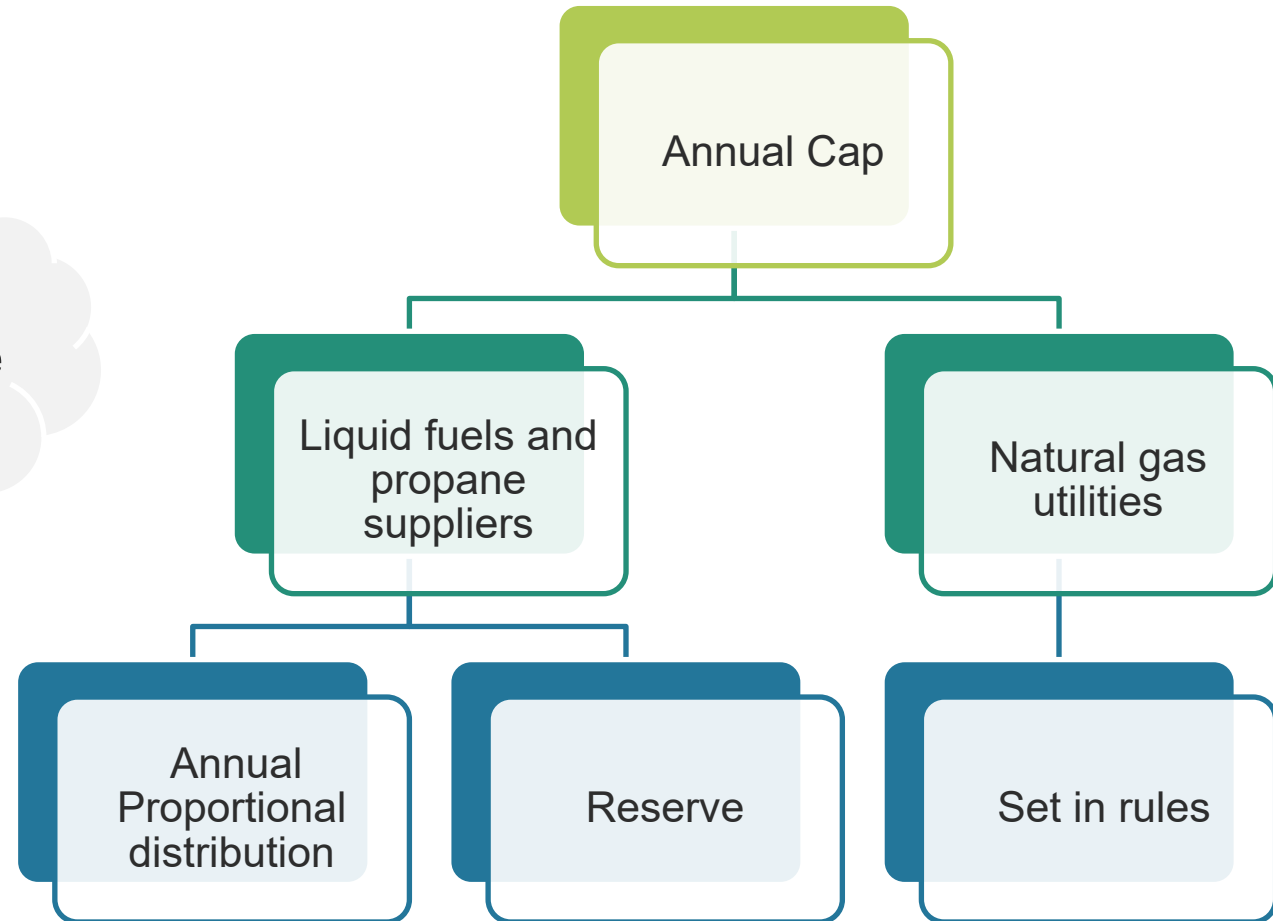 Annual Cap
Liquid fuels and
propane
suppliers
Natural gas
utilities
Annual
Proportional
distribution
Reserve
Set in rules